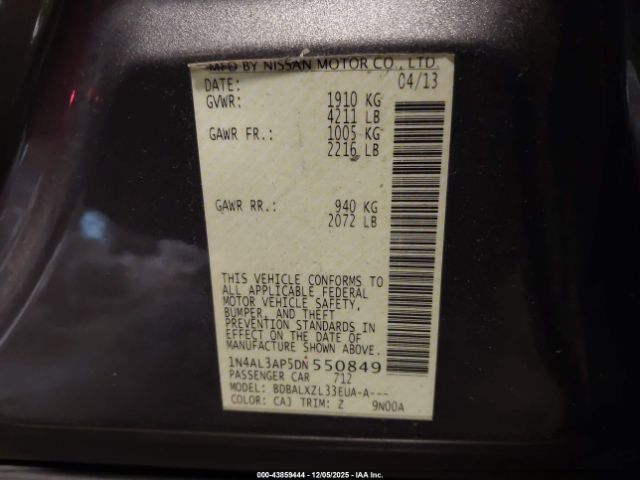 MFD BY NISSAN MOTOR CO., LTD.
DATE: 04/13
GVWR: 1910 KG
4211 LB
GAWR FR.: 1005 KG
2216 LB
GAWR RR.: 940 KG
2072 LB
THIS VEHICLE CONFORMS TO
ALL APPLICABLE FEDERAL
MOTOR VEHICLE SAFETY,
BUMPER, AND THEFT
PREVENTION STANDARDS IN
EFFECT ON THE DATE OF
MANUFACTURE SHOWN ABOVE.
1N4AL3AP5DN550849
PASSENGER CAR 712
MODEL: BDBALXZL33EUA-A---
COLOR: CAJ TRIM: Z 9N00A
000-43859444 - 12/05/2025 - IAA Inc.